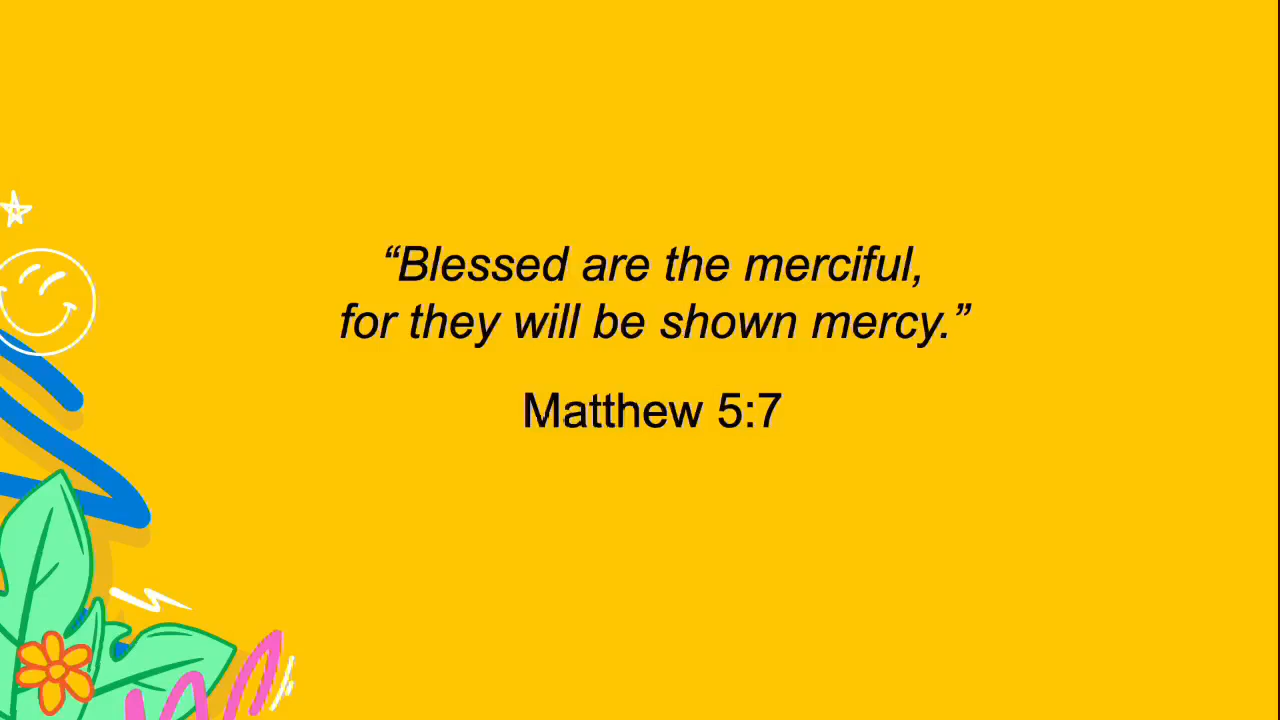 “Blessed are the merciful,
for they will be shown mercy.”
Matthew 5:7